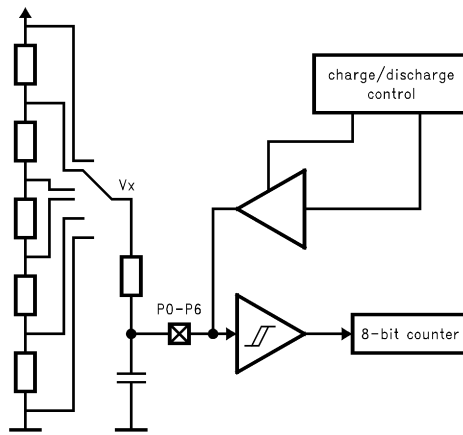 charge/discharge
control
Vx
P0-P6
8-bit counter